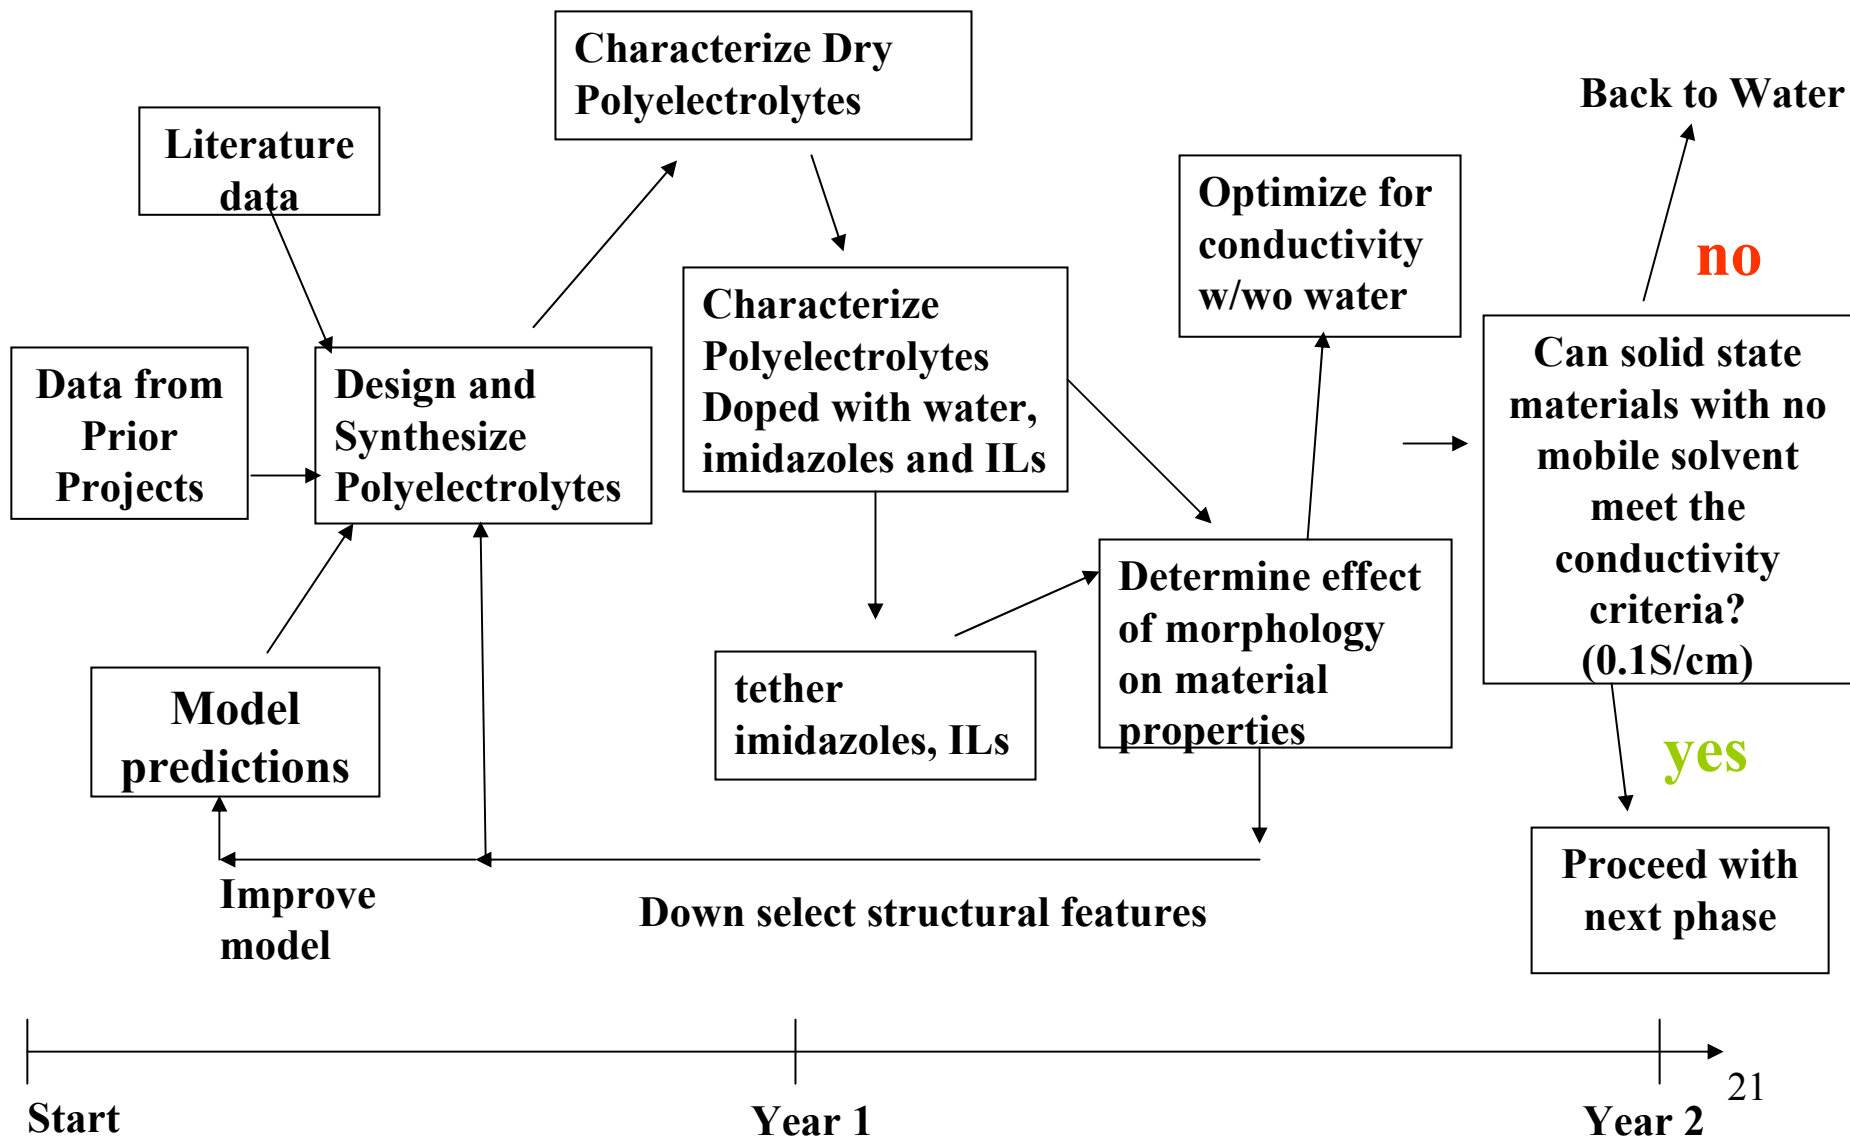 Characterize Dry
Polyelectrolytes
Back to Water
Literature
data
Optimize for
conductivity
w/wo water
no
Characterize
Polyelectrolytes
Doped with water,
imidazoles and ILs
Data from
Prior
Projects
Design and
Synthesize
Polyelectrolytes
Can solid state
materials with no
mobile solvent
meet the
conductivity
criteria?
(0.1S/cm)
Determine effect
of morphology
on material
properties
tether
imidazoles, ILs
Model
predictions
yes
Proceed with
next phase
Improve
model
Down select structural features
Start
Year 1
Year 2
21